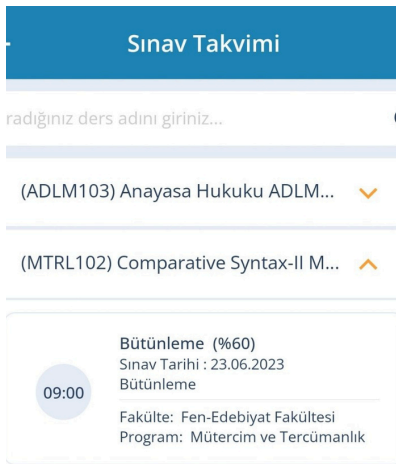 Sınav Takvimi
radığınız ders adını giriniz...
(ADLM103) Anayasa Hukuku ADLM...
(MTRL102) Comparative Syntax-II M...
Bütünleme (%60)
Sınav Tarihi : 23.06.2023
Bütünleme
09:00
Fakülte: Fen-Edebiyat Fakültesi
Program: Mütercim ve Tercümanlık